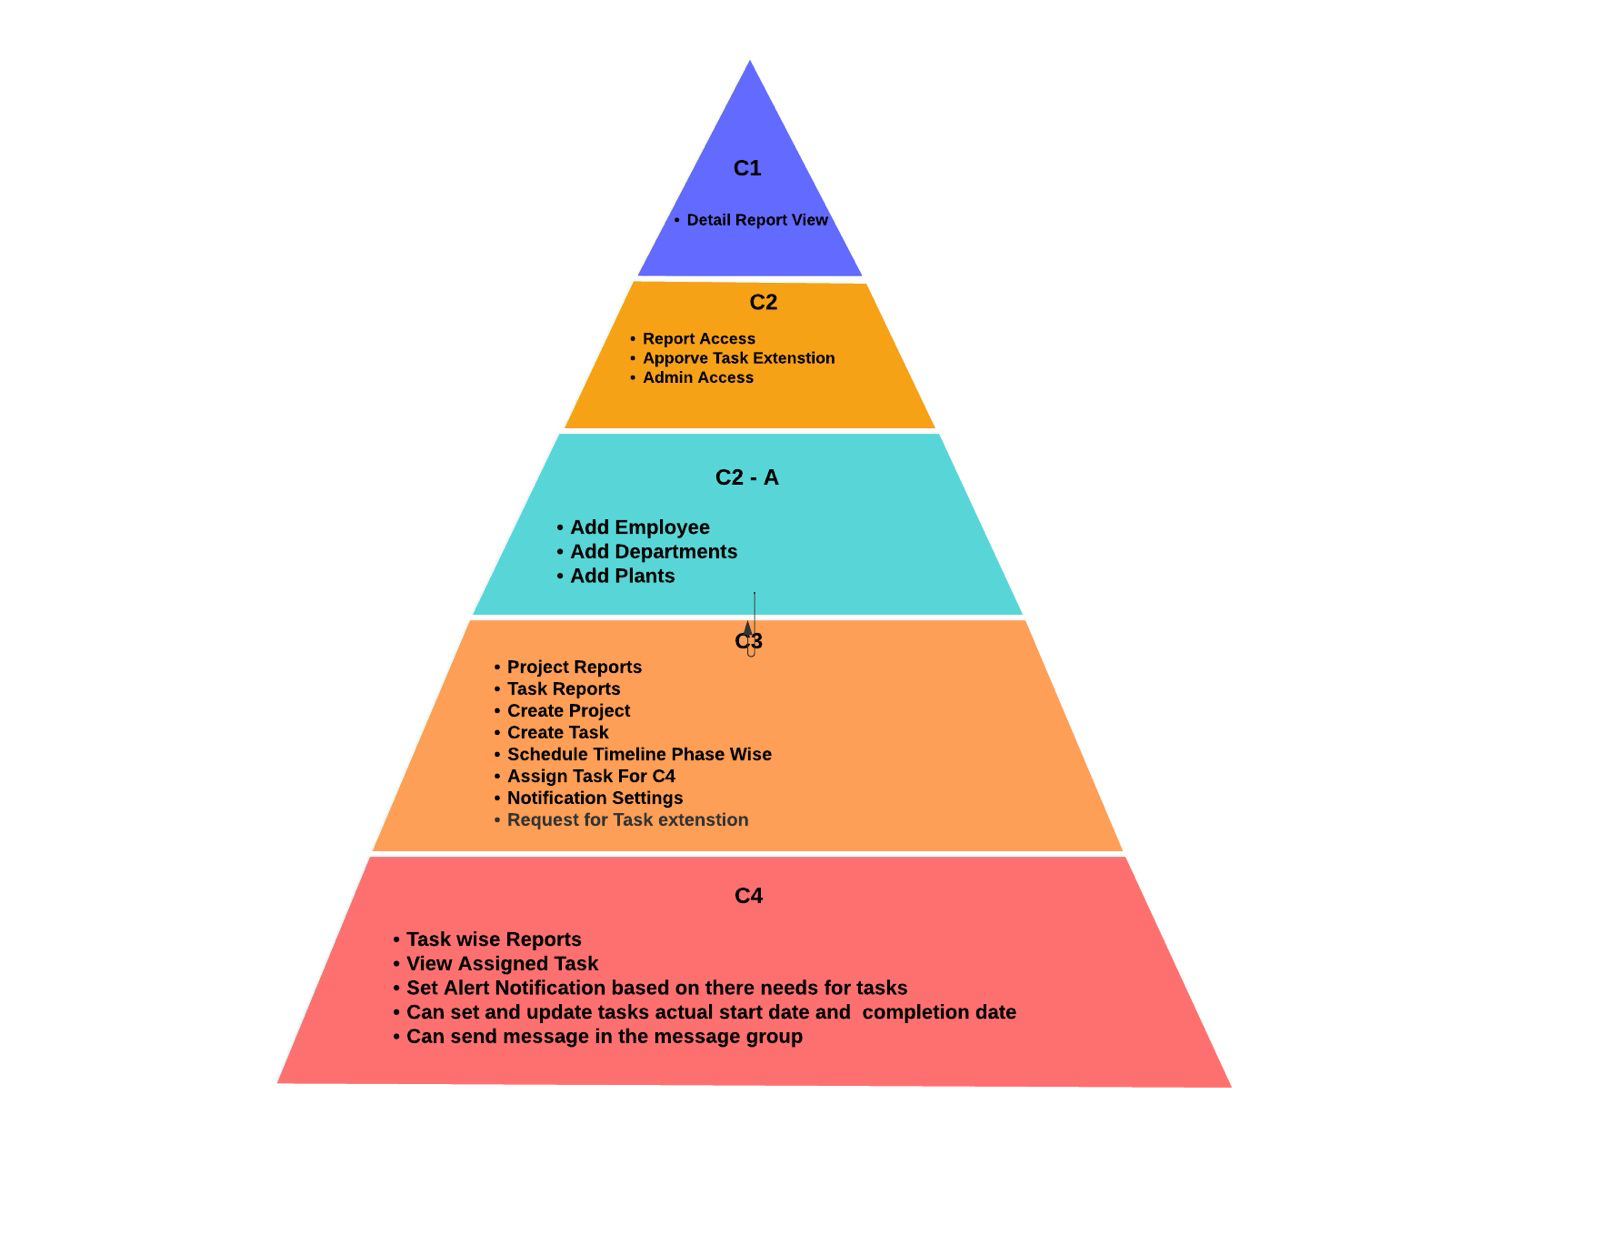 C1
• Detail Report View
C2
• Report Access
• Apporve Task Extenstion
• Admin Access
C2 - A
• Add Employee
• Add Departments
• Add Plants
C3
• Project Reports
• Task Reports
• Create Project
• Create Task
• Schedule Timeline Phase Wise
• Assign Task For C4
• Notification Settings
• Request for Task extenstion
C4
• Task wise Reports
• View Assigned Task
• Set Alert Notification based on there needs for tasks
• Can set and update tasks actual start date and  completion date
• Can send message in the message group